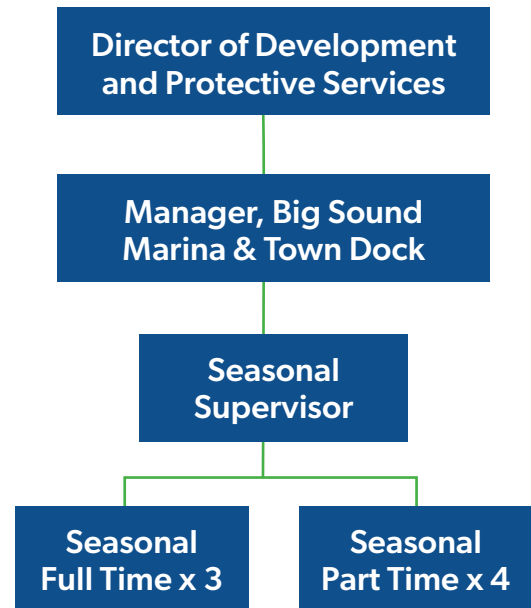 Director of Development
and Protective Services
Manager, Big Sound
Marina & Town Dock
Seasonal
Supervisor
Seasonal
Full Time x 3
Seasonal
Part Time x 4